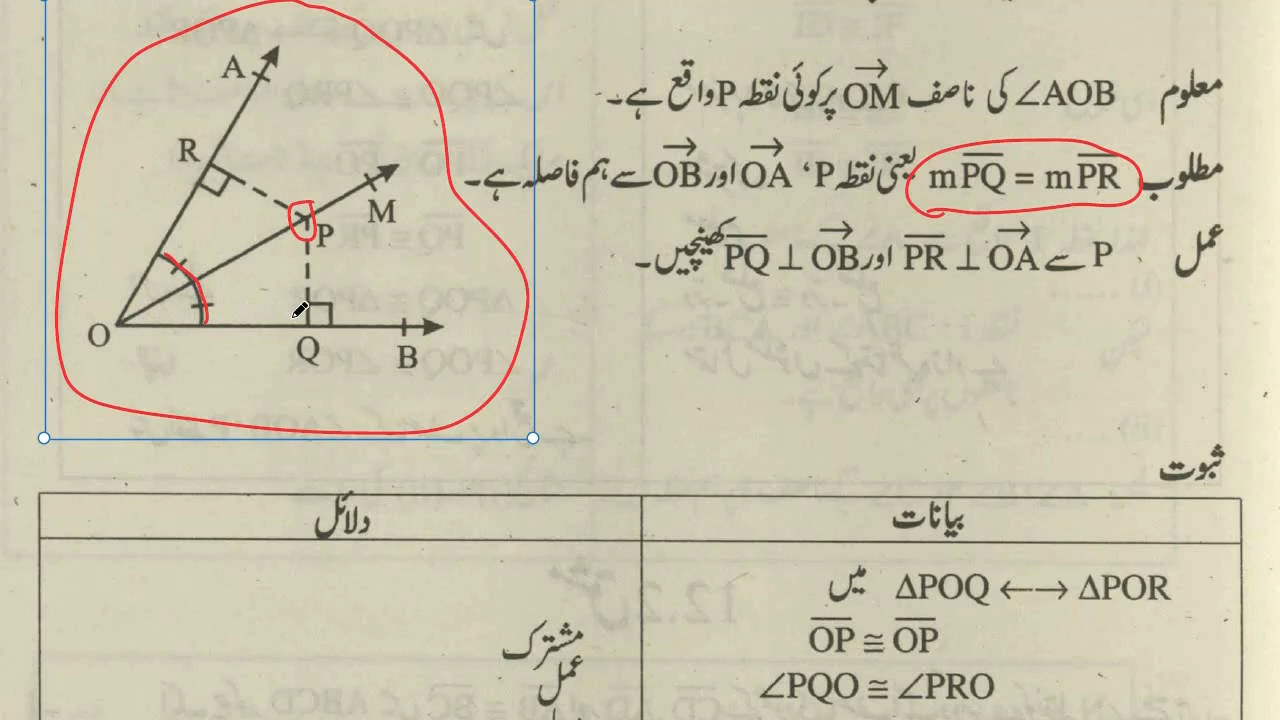 A
R
M
P
O
Q
B
معلوم ∠AOB کی ناصف OM پر کوئی نقطہ P واقع ہے۔
مطلوب mPQ = mPR یعنی نقطہ P، OA اور OB سے ہم فاصلہ ہے۔
عمل P سے PR ⊥ OA اور PQ ⊥ OB کھینچیں۔
ثبوت
بیانات دلائل
ΔPOQ ←→ ΔPOR میں
OP ≅ OP مشترک
∠PQO ≅ ∠PRO عمل